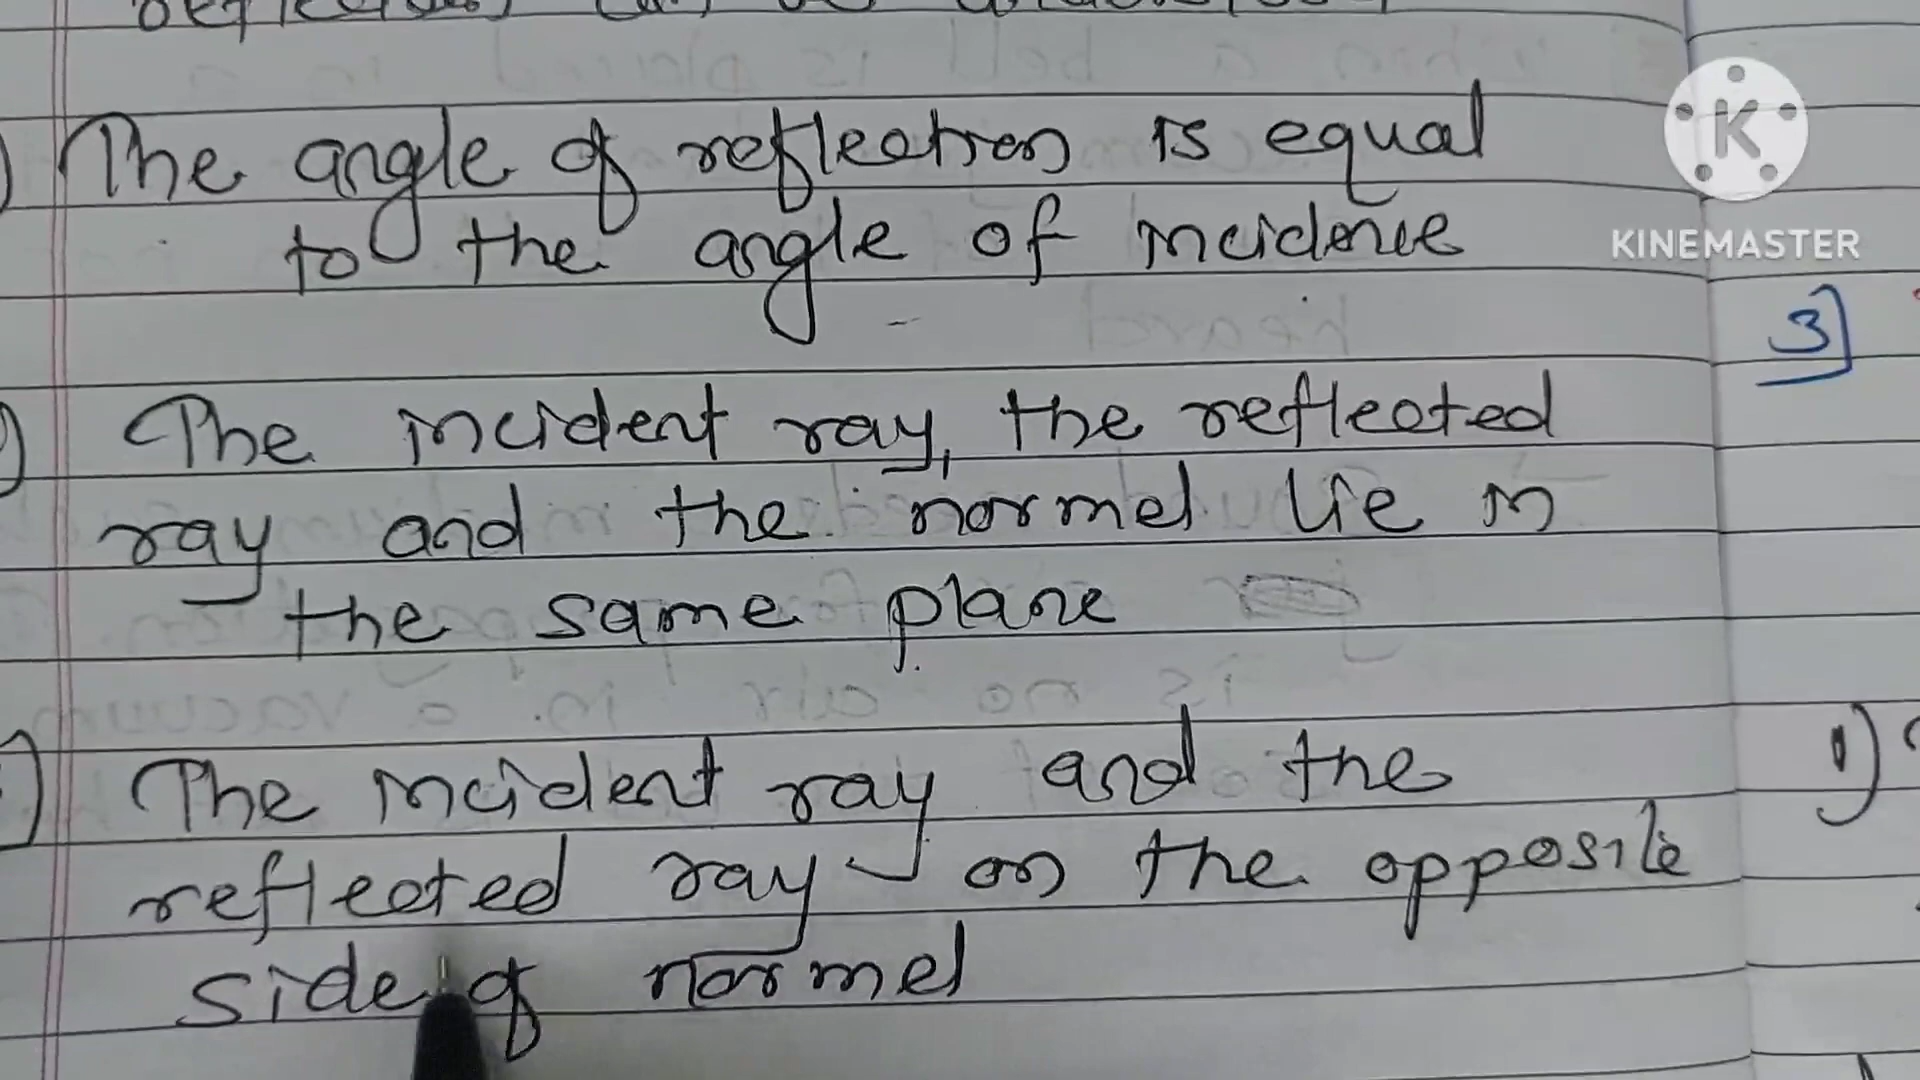 The angle of reflection is equal
to the angle of incidence
KINEMASTER
3]
The incident ray, the reflected
ray and the normal lie in
the same plane
The incident ray and the
1)
reflected ray on the opposite
side of normal